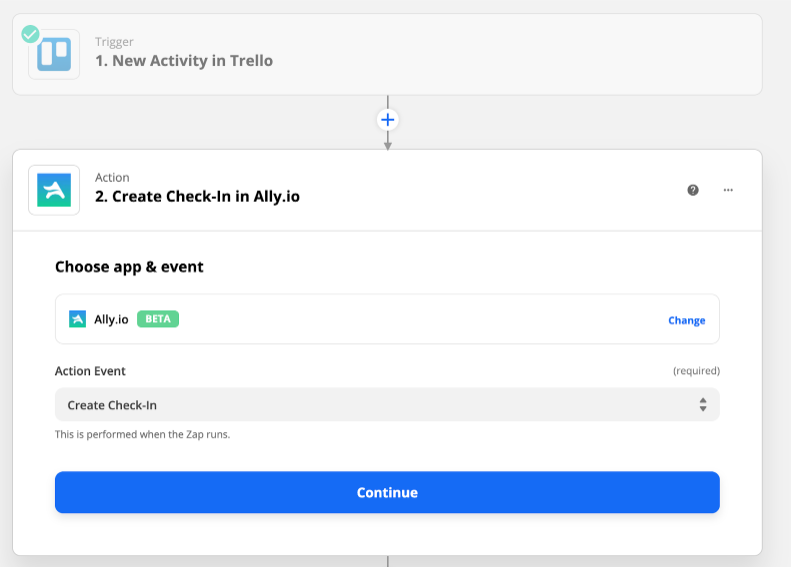 Trigger
1. New Activity in Trello
Action
2. Create Check-In in Ally.io
Choose app & event
Ally.io BETA Change
Action Event (required)
Create Check-In
This is performed when the Zap runs.
Continue